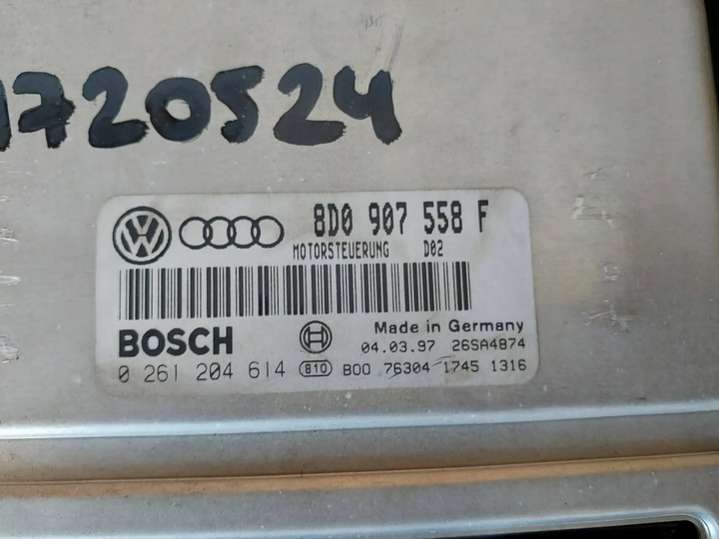 1720524
8D0 907 558 F
MOTORSTEUERUNG D02
BOSCH Made in Germany
04.03.97 26SA4874
0 261 204 614 810 B00 76304 1745 1316